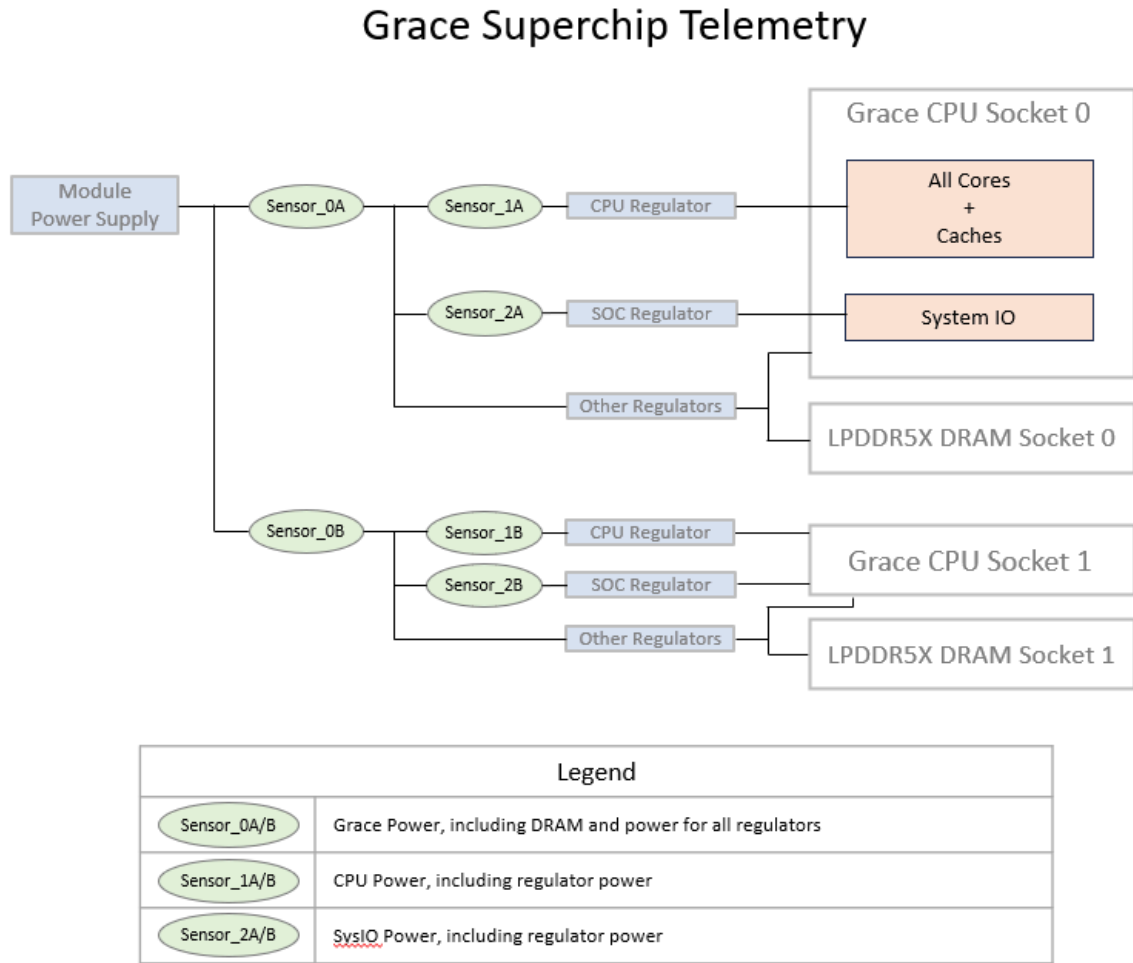 Grace Superchip Telemetry
Grace CPU Socket 0
Module
Power Supply
Sensor_0A
Sensor_1A
CPU Regulator
All Cores
+
Caches
Sensor_2A
SOC Regulator
System IO
Other Regulators
LPDDR5X DRAM Socket 0
Sensor_0B
Sensor_1B
CPU Regulator
Grace CPU Socket 1
Sensor_2B
SOC Regulator
Other Regulators
LPDDR5X DRAM Socket 1
Legend
Sensor_0A/B
Grace Power, including DRAM and power for all regulators
Sensor_1A/B
CPU Power, including regulator power
Sensor_2A/B
SysIO Power, including regulator power